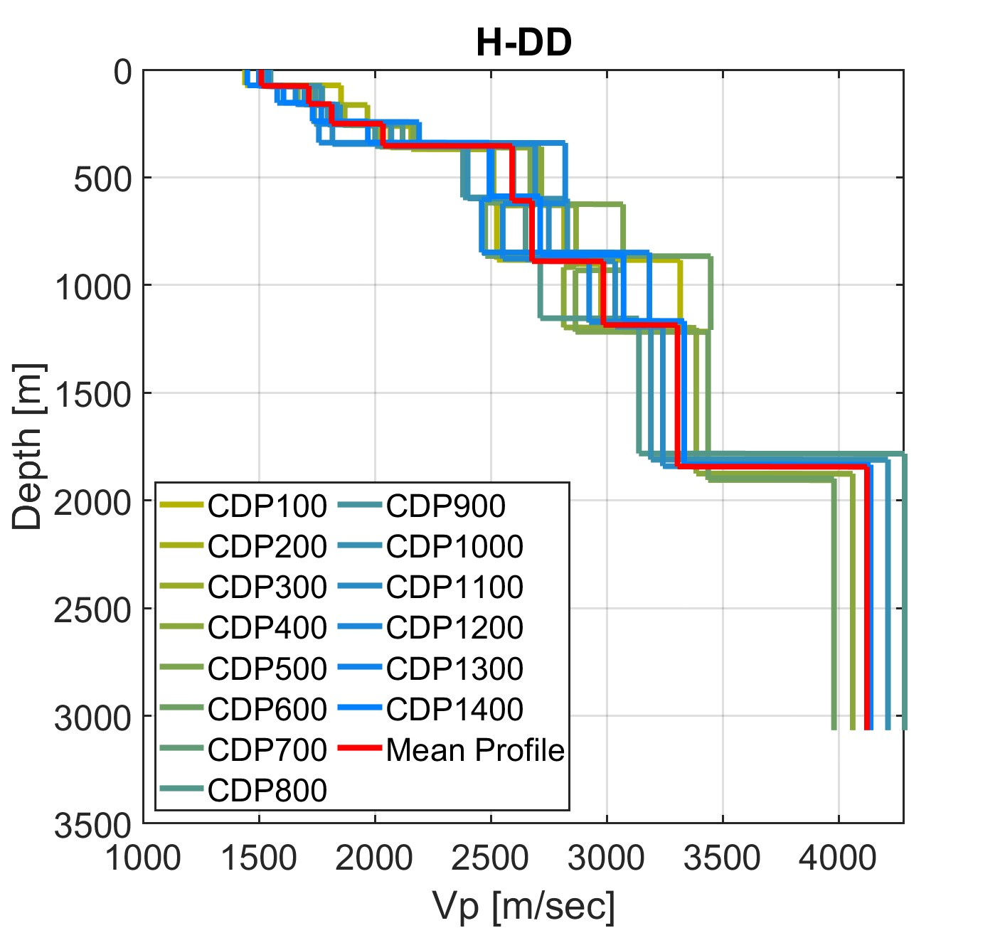 H-DD
0
500
1000
1500
2000
2500
3000
3500
Depth [m]
CDP100
CDP200
CDP300
CDP400
CDP500
CDP600
CDP700
CDP800
CDP900
CDP1000
CDP1100
CDP1200
CDP1300
CDP1400
Mean Profile
1000 1500 2000 2500 3000 3500 4000
Vp [m/sec]